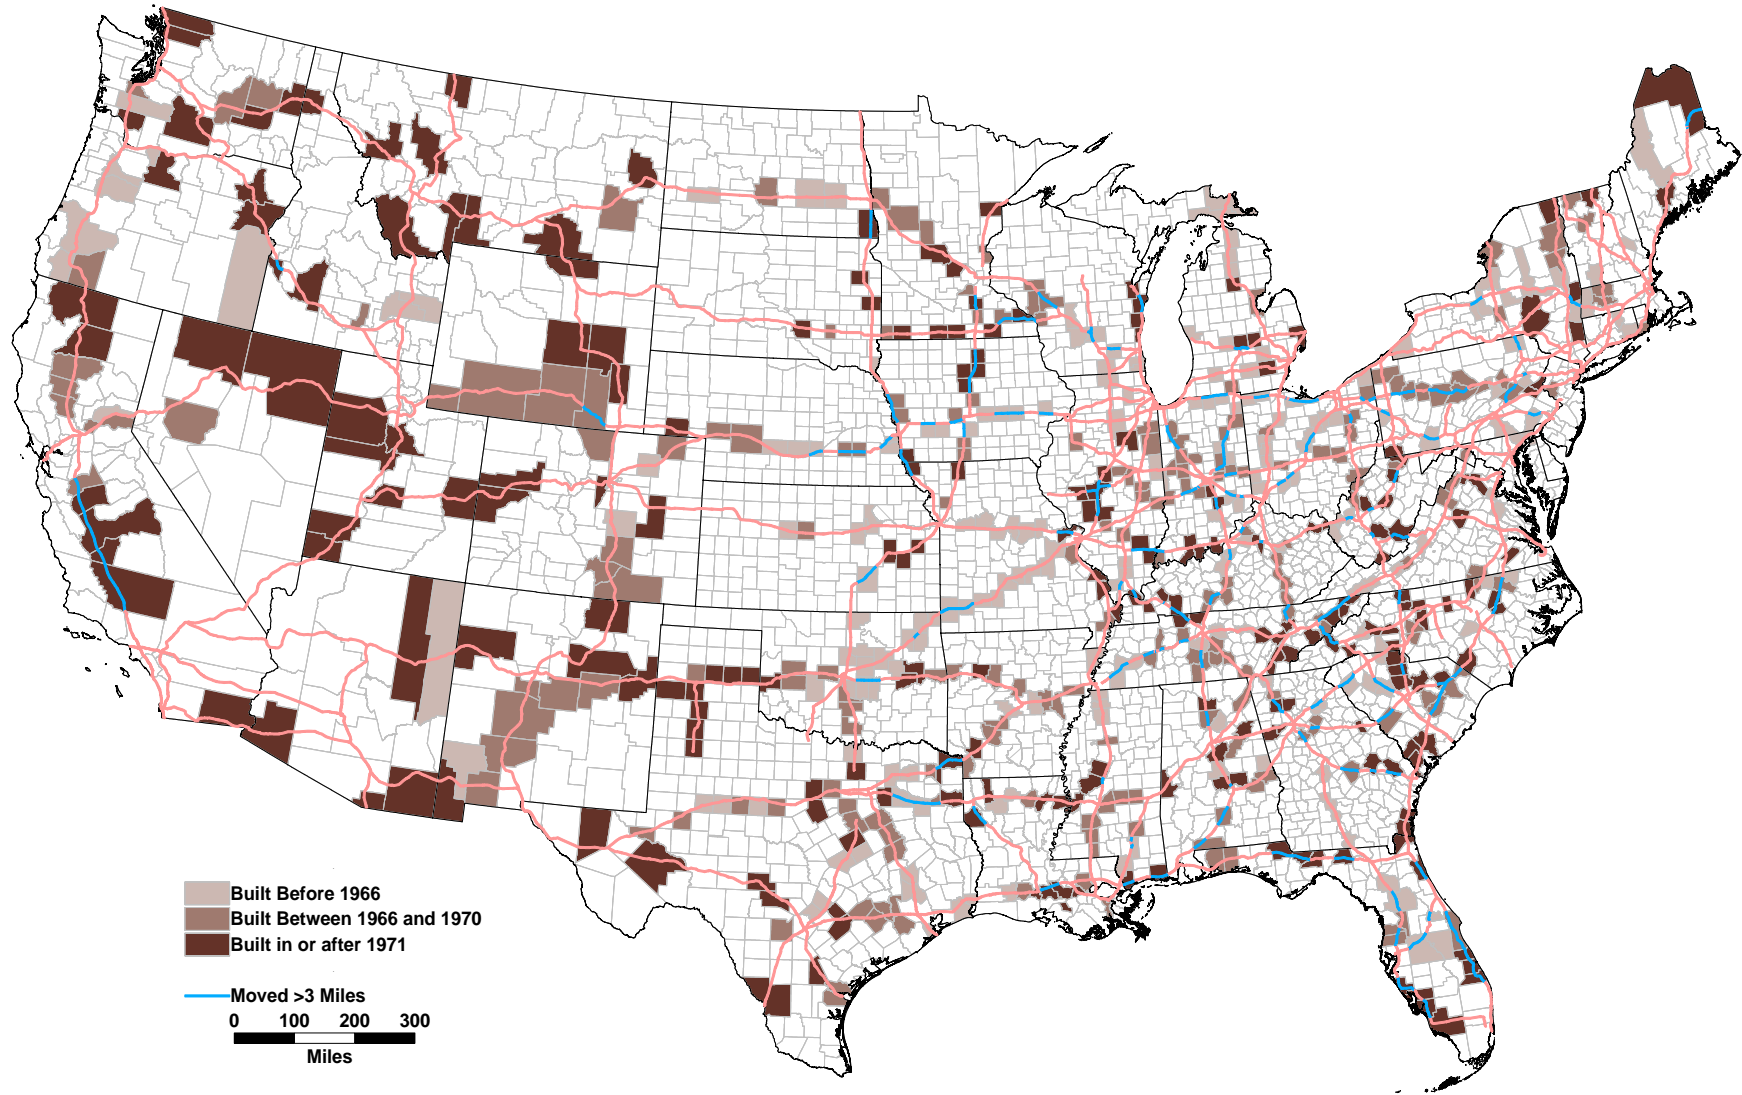 Built Before 1966
Built Between 1966 and 1970
Built in or after 1971
Moved >3 Miles
0 100 200 300
Miles